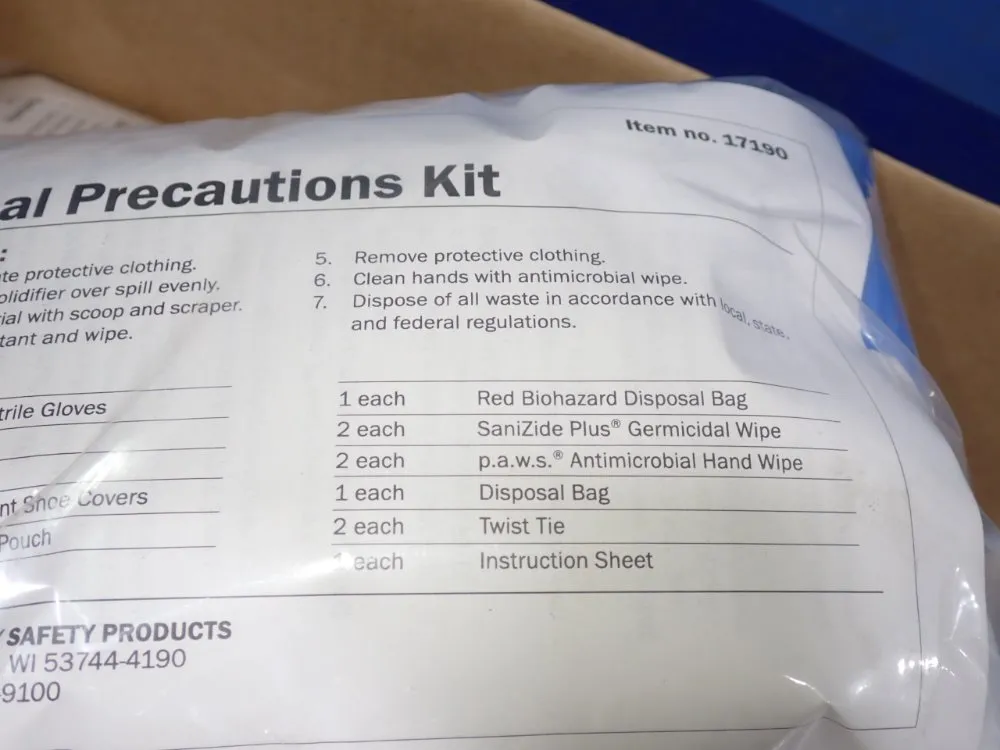 Item no. 17190
al Precautions Kit
:
te protective clothing.
olidifier over spill evenly.
ial with scoop and scraper.
tant and wipe.
5. Remove protective clothing.
6. Clean hands with antimicrobial wipe.
7. Dispose of all waste in accordance with local, state,
and federal regulations.
trile Gloves
nt Shoe Covers
Pouch
1 each Red Biohazard Disposal Bag
2 each SaniZide Plus® Germicidal Wipe
2 each p.a.w.s.® Antimicrobial Hand Wipe
1 each Disposal Bag
2 each Twist Tie
1 each Instruction Sheet
Y SAFETY PRODUCTS
WI 53744-4190
-9100